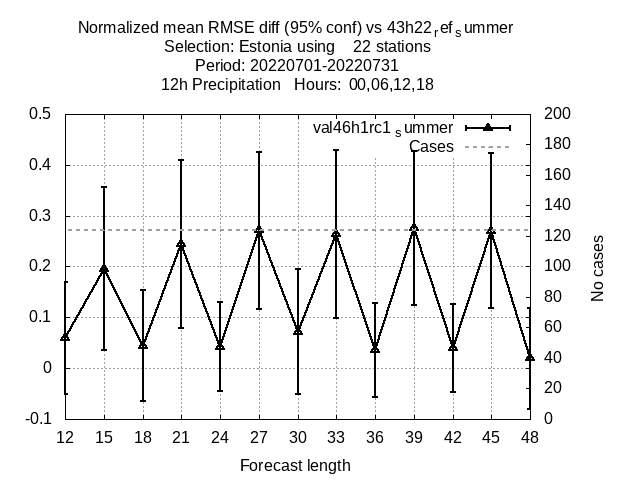 Normalized mean RMSE diff (95% conf) vs 43h22refsummer
Selection: Estonia using 22 stations
Period: 20220701-20220731
12h Precipitation Hours: 00,06,12,18
val46h1rc1summer
Cases
0.5
0.4
0.3
0.2
0.1
0
-0.1
200
180
160
140
120
100
80
60
40
20
0
No cases
12 15 18 21 24 27 30 33 36 39 42 45 48
Forecast length